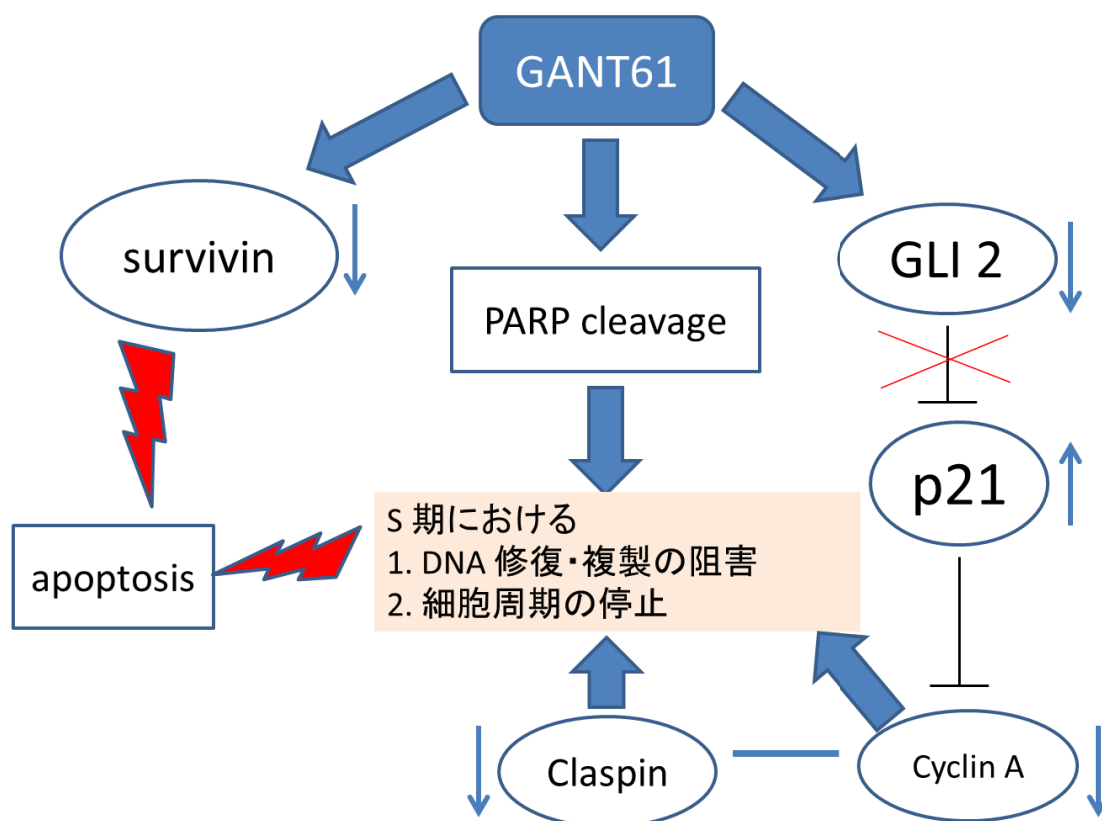 GANT61
survivin
GLI 2
PARP cleavage
p21
S 期における
1. DNA 修復・複製の阻害
2. 細胞周期の停止
apoptosis
Claspin
Cyclin A